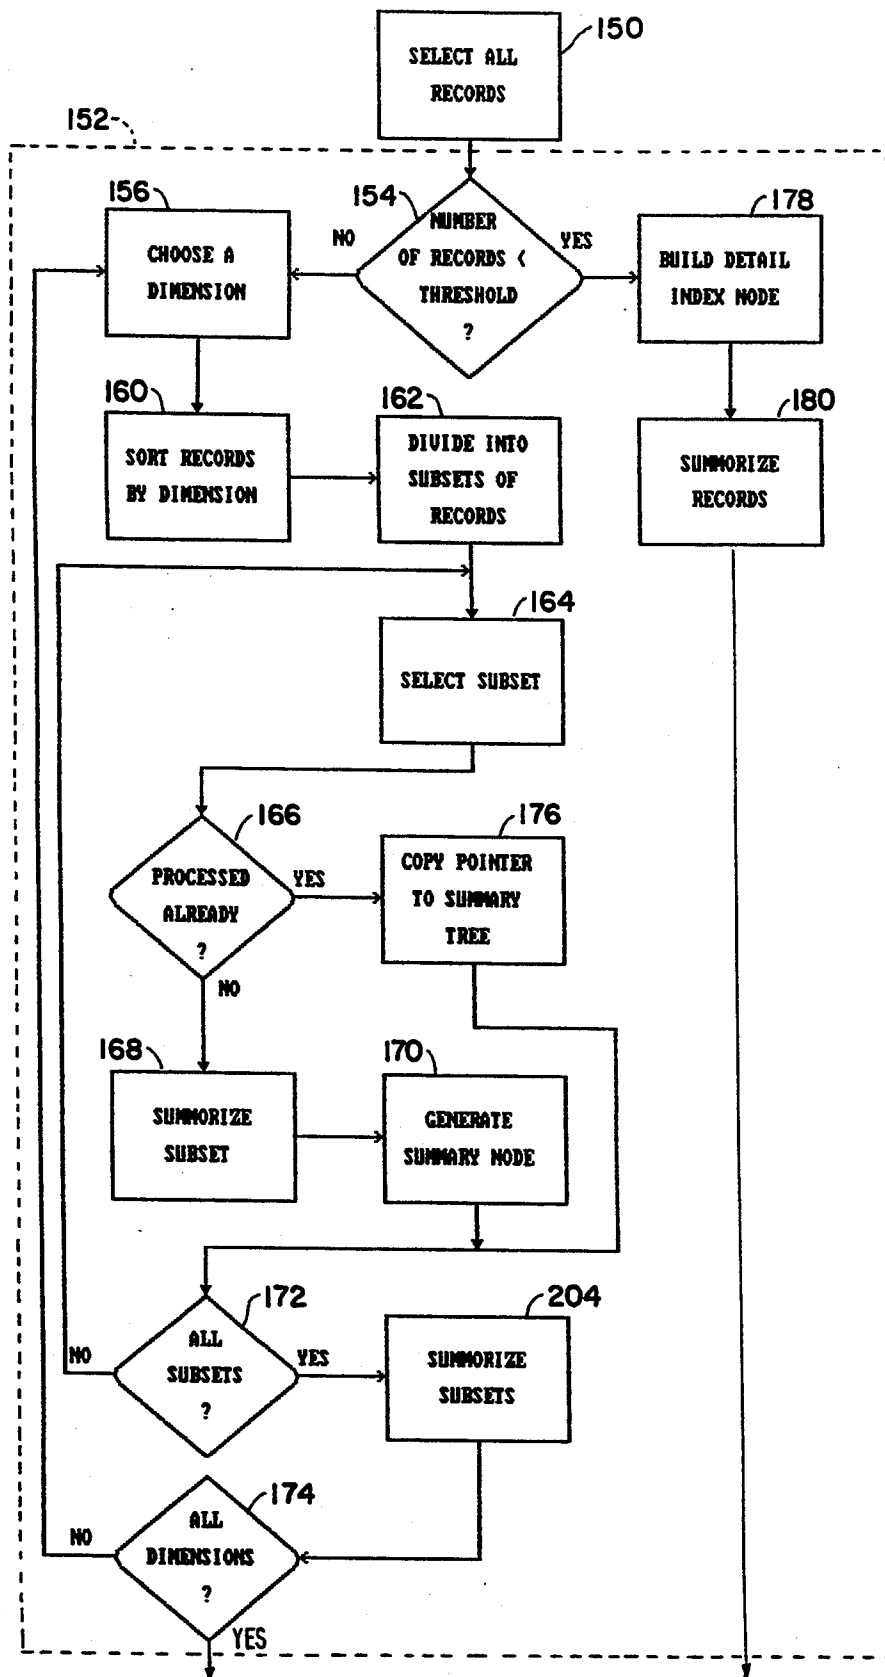 150
SELECT ALL
RECORDS
152
156
CHOOSE A
DIMENSION
NO
154
NUMBER
OF RECORDS <
THRESHOLD
?
YES
178
BUILD DETAIL
INDEX NODE
160
SORT RECORDS
BY DIMENSION
162
DIVIDE INTO
SUBSETS OF
RECORDS
180
SUMMORIZE
RECORDS
164
SELECT SUBSET
166
PROCESSED
ALREADY
?
YES
NO
176
COPY POINTER
TO SUMMARY
TREE
168
SUMMORIZE
SUBSET
170
GENERATE
SUMMARY NODE
172
ALL
SUBSETS
?
NO
YES
204
SUMMORIZE
SUBSETS
174
ALL
DIMENSIONS
?
NO
YES